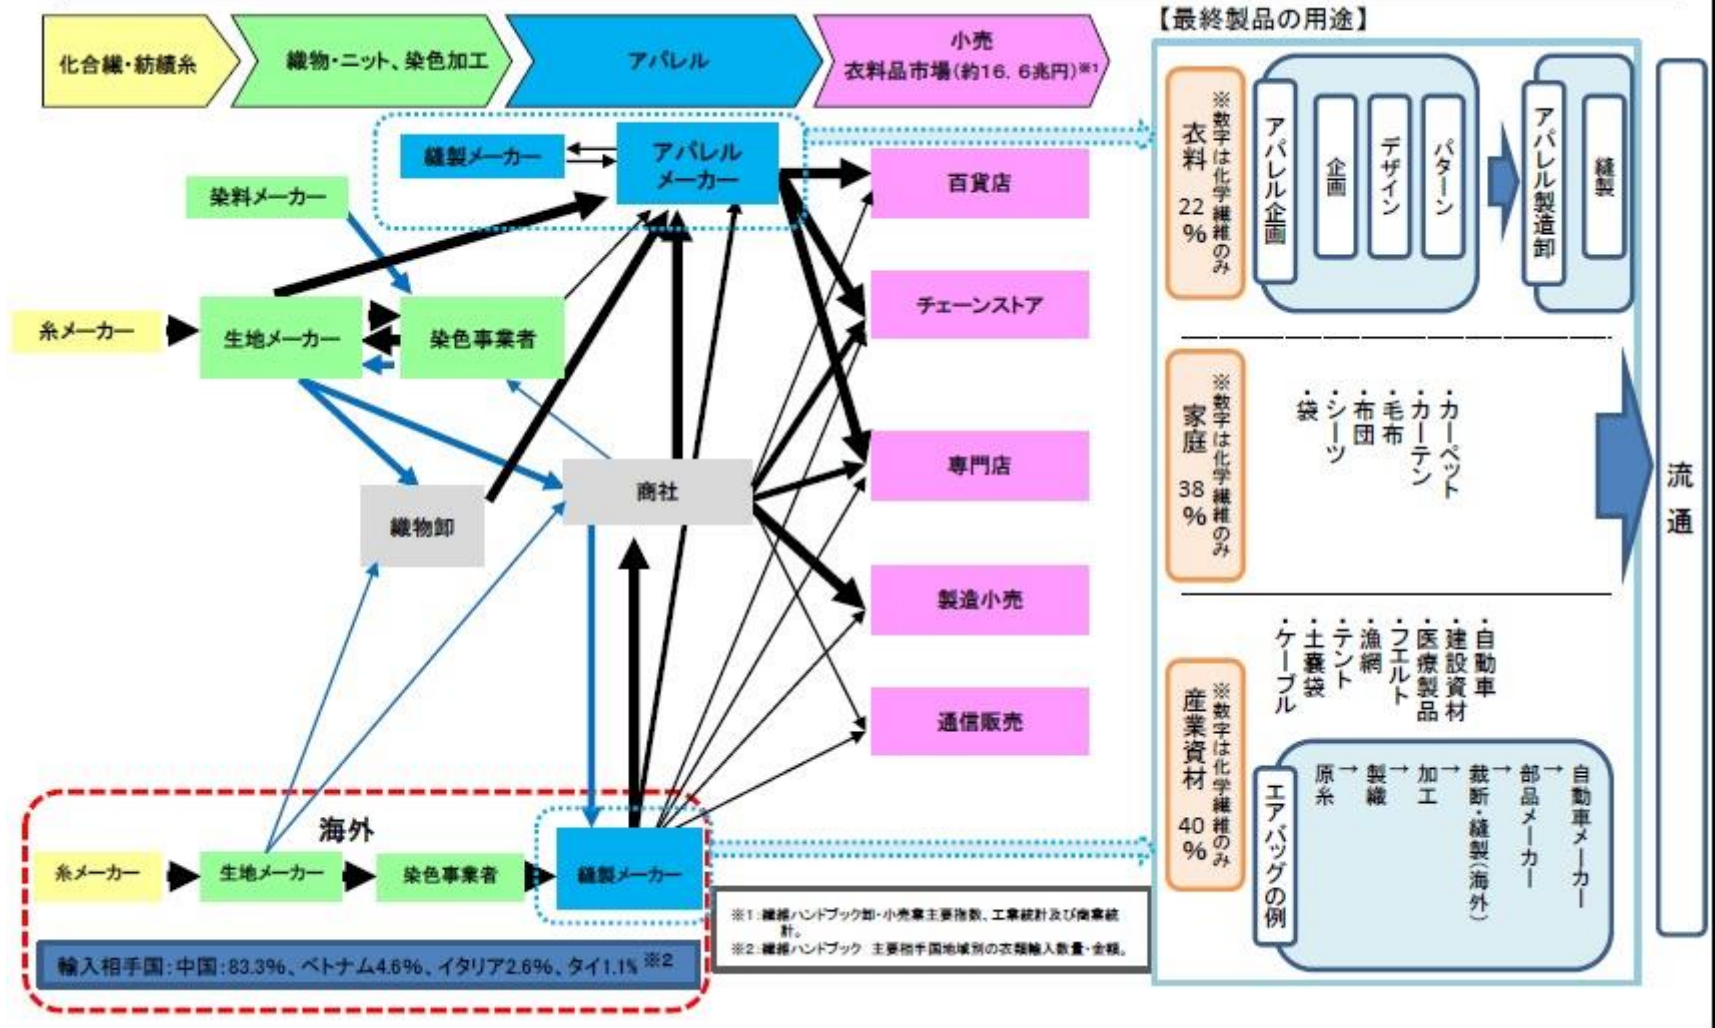 【最終製品の用途】
化合繊・紡績糸
織物・ニット、染色加工
アパレル
小売
衣料品市場(約16．6兆円)※1
縫製メーカー
アパレル
メーカー
染料メーカー
糸メーカー
生地メーカー
染色事業者
織物卸
商社
百貨店
チェーンストア
専門店
製造小売
通信販売
海外
糸メーカー
生地メーカー
染色事業者
縫製メーカー
輸入相手国：中国：83.3%、ベトナム4.6%、イタリア2.6%、タイ1.1% ※2
※1：繊維ハンドブック卸・小売業主要指数、工業統計及び商業統
計。
※2：繊維ハンドブック 主要相手国地域別の衣類輸入数量・金額。
衣料 22%
※数字は化学繊維のみ
アパレル企画
企画
デザイン
パターン
アパレル製造卸
縫製
家庭 38%
※数字は化学繊維のみ
・袋
・シーツ
・布団
・毛布
・カーテン
・カーペット
産業資材 40%
※数字は化学繊維のみ
・ケーブル
・土嚢袋
・テント
・漁網
・フエルト
・医療製品
・建設資材
・自動車
エアバッグの例
原糸→製織→加工→裁断・縫製(海外)→部品メーカー→自動車メーカー
流通